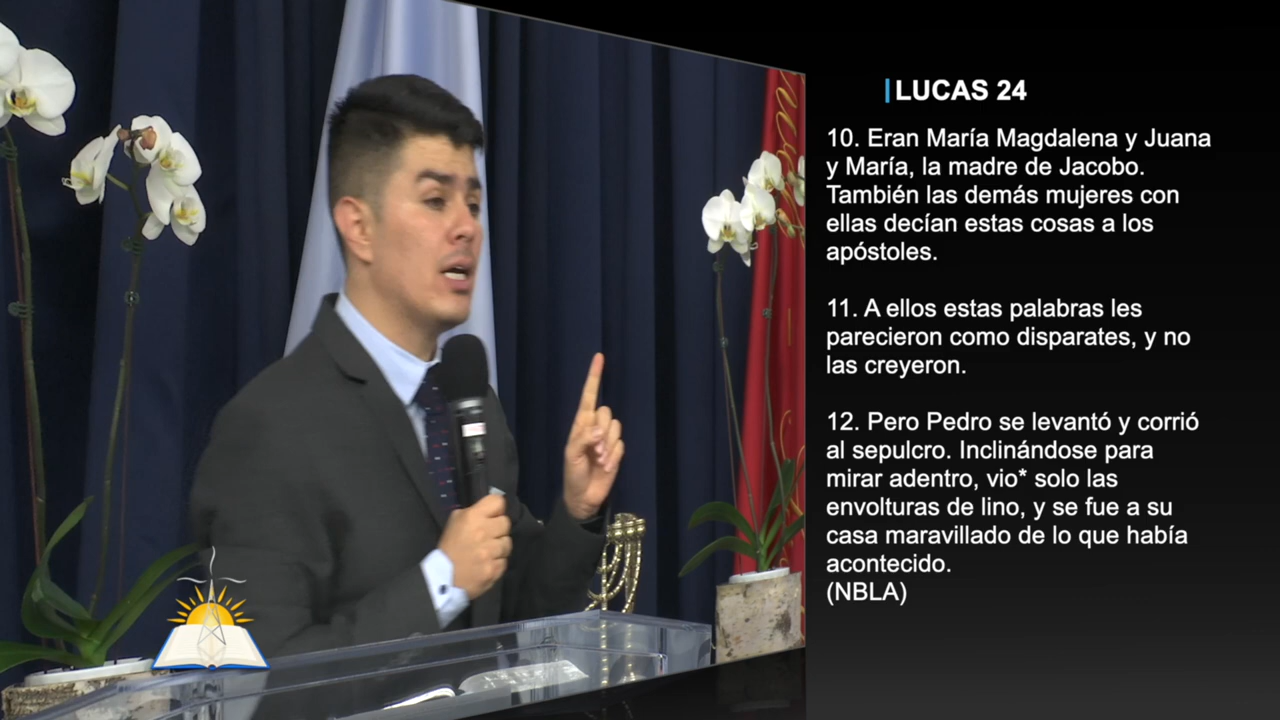 LUCAS 24
10. Eran María Magdalena y Juana
y María, la madre de Jacobo.
También las demás mujeres con
ellas decían estas cosas a los
apóstoles.
11. A ellos estas palabras les
parecieron como disparates, y no
las creyeron.
12. Pero Pedro se levantó y corrió
al sepulcro. Inclinándose para
mirar adentro, vio* solo las
envolturas de lino, y se fue a su
casa maravillado de lo que había
acontecido.
(NBLA)